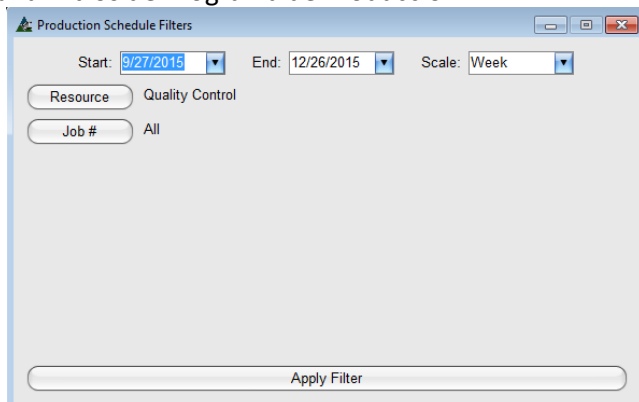 Production Schedule Filters
Start: 9/27/2015 End: 12/26/2015 Scale: Week
Resource Quality Control
Job # All
Apply Filter